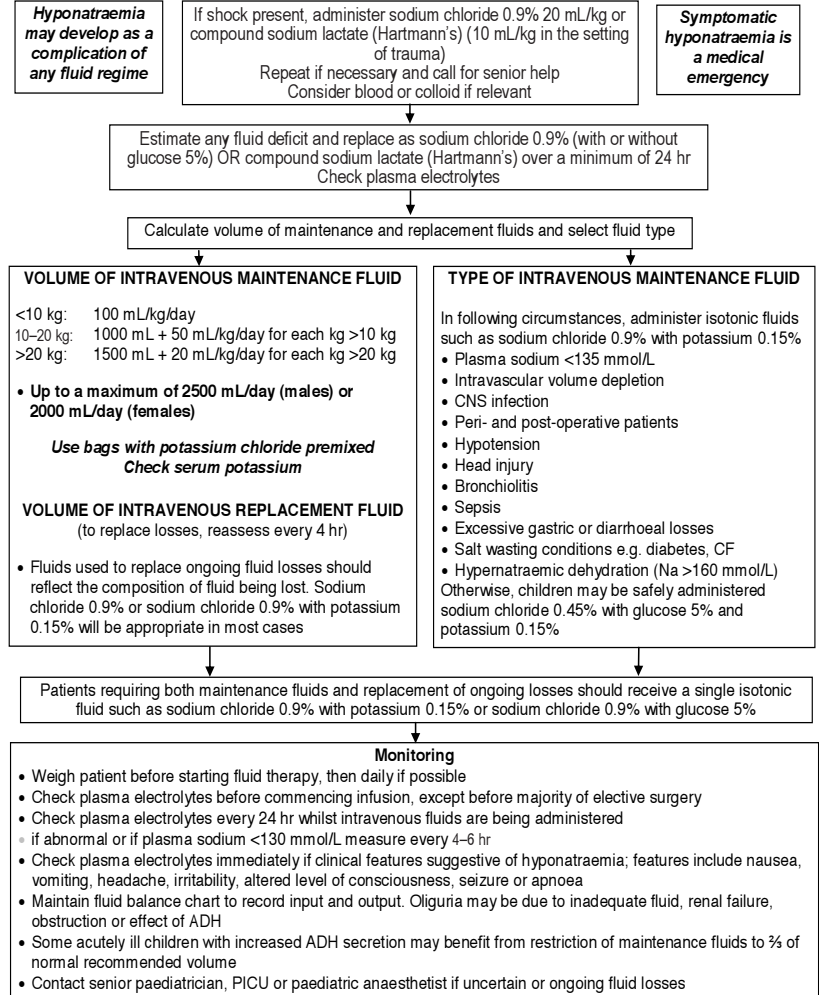 Hyponatraemia
may develop as a
complication of
any fluid regime
If shock present, administer sodium chloride 0.9% 20 mL/kg or
compound sodium lactate (Hartmann's) (10 mL/kg in the setting
of trauma)
Repeat if necessary and call for senior help
Consider blood or colloid if relevant
Symptomatic
hyponatraemia is
a medical
emergency
Estimate any fluid deficit and replace as sodium chloride 0.9% (with or without
glucose 5%) OR compound sodium lactate (Hartmann's) over a minimum of 24 hr
Check plasma electrolytes
Calculate volume of maintenance and replacement fluids and select fluid type
VOLUME OF INTRAVENOUS MAINTENANCE FLUID
<10 kg: 100 mL/kg/day
10–20 kg: 1000 mL + 50 mL/kg/day for each kg >10 kg
>20 kg: 1500 mL + 20 mL/kg/day for each kg >20 kg
• Up to a maximum of 2500 mL/day (males) or
2000 mL/day (females)
Use bags with potassium chloride premixed
Check serum potassium
VOLUME OF INTRAVENOUS REPLACEMENT FLUID
(to replace losses, reassess every 4 hr)
• Fluids used to replace ongoing fluid losses should
reflect the composition of fluid being lost. Sodium
chloride 0.9% or sodium chloride 0.9% with potassium
0.15% will be appropriate in most cases
TYPE OF INTRAVENOUS MAINTENANCE FLUID
In following circumstances, administer isotonic fluids
such as sodium chloride 0.9% with potassium 0.15%
• Plasma sodium <135 mmol/L
• Intravascular volume depletion
• CNS infection
• Peri- and post-operative patients
• Hypotension
• Head injury
• Bronchiolitis
• Sepsis
• Excessive gastric or diarrhoeal losses
• Salt wasting conditions e.g. diabetes, CF
• Hypernatraemic dehydration (Na >160 mmol/L)
Otherwise, children may be safely administered
sodium chloride 0.45% with glucose 5% and
potassium 0.15%
Patients requiring both maintenance fluids and replacement of ongoing losses should receive a single isotonic
fluid such as sodium chloride 0.9% with potassium 0.15% or sodium chloride 0.9% with glucose 5%
Monitoring
• Weigh patient before starting fluid therapy, then daily if possible
• Check plasma electrolytes before commencing infusion, except before majority of elective surgery
• Check plasma electrolytes every 24 hr whilst intravenous fluids are being administered
• if abnormal or if plasma sodium <130 mmol/L measure every 4–6 hr
• Check plasma electrolytes immediately if clinical features suggestive of hyponatraemia; features include nausea,
vomiting, headache, irritability, altered level of consciousness, seizure or apnoea
• Maintain fluid balance chart to record input and output. Oliguria may be due to inadequate fluid, renal failure,
obstruction or effect of ADH
• Some acutely ill children with increased ADH secretion may benefit from restriction of maintenance fluids to ⅔ of
normal recommended volume
• Contact senior paediatrician, PICU or paediatric anaesthetist if uncertain or ongoing fluid losses